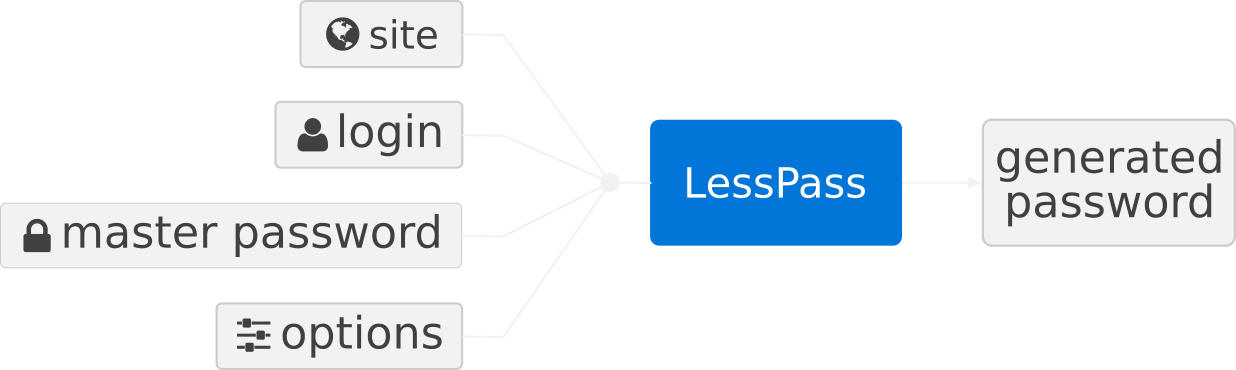 site
login
master password
options
LessPass
generated
password